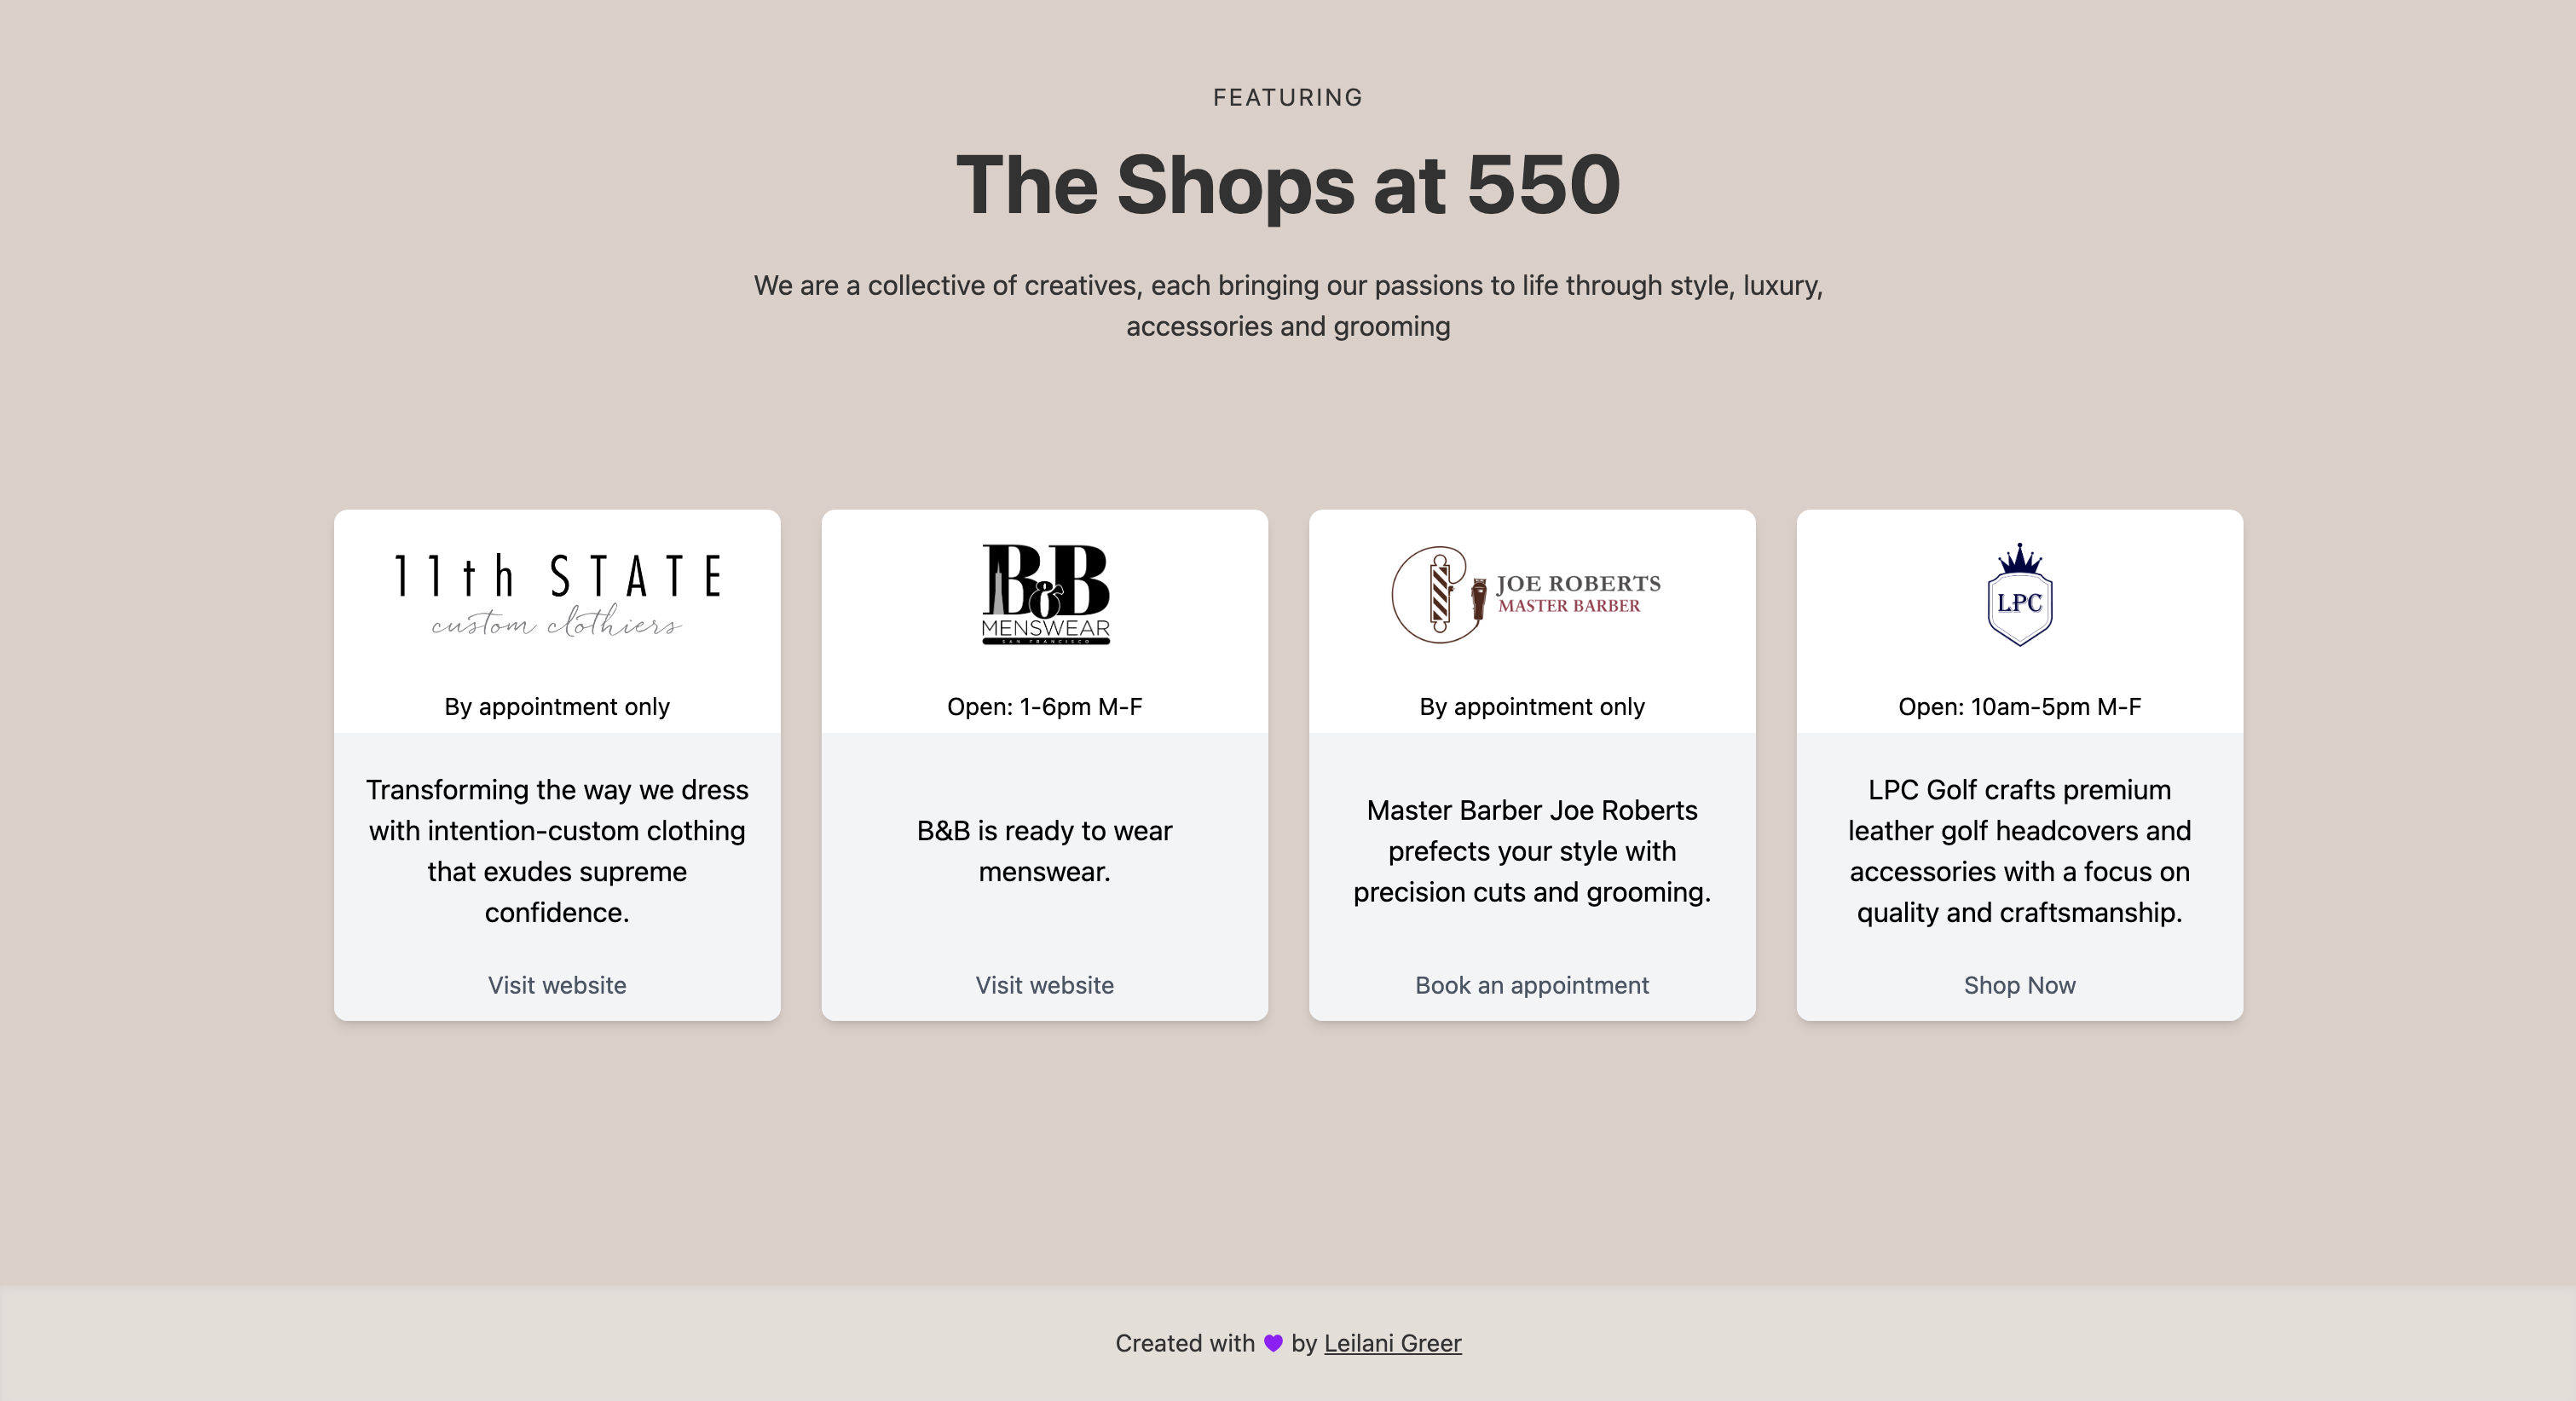 FEATURING
The Shops at 550
We are a collective of creatives, each bringing our passions to life through style, luxury,
accessories and grooming
11th STATE
custom clothiers
By appointment only
Transforming the way we dress
with intention-custom clothing
that exudes supreme
confidence.
Visit website
B&B
MENSWEAR
SAN FRANCISCO
Open: 1-6pm M-F
B&B is ready to wear
menswear.
Visit website
JOE ROBERTS
MASTER BARBER
By appointment only
Master Barber Joe Roberts
prefects your style with
precision cuts and grooming.
Book an appointment
LPC
Open: 10am-5pm M-F
LPC Golf crafts premium
leather golf headcovers and
accessories with a focus on
quality and craftsmanship.
Shop Now
Created with 💜 by Leilani Greer